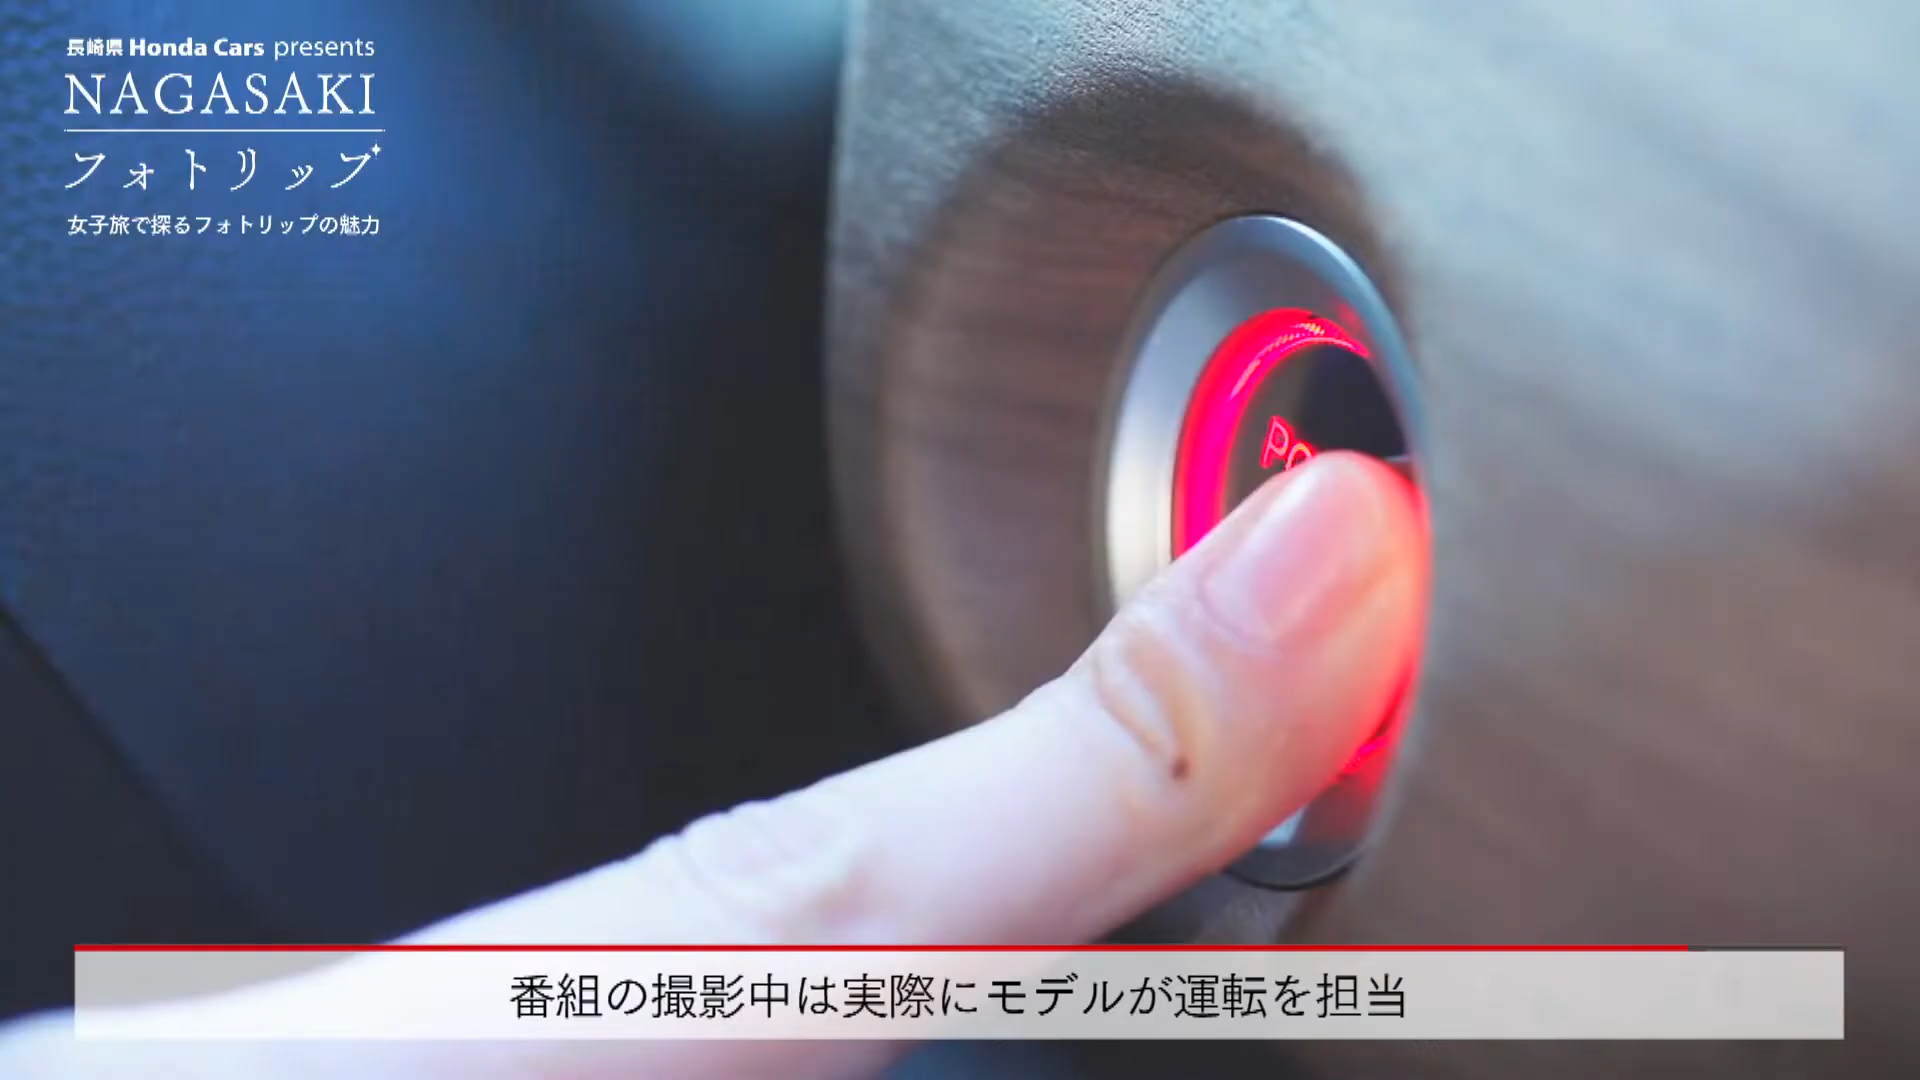 長崎県 Honda Cars presents
NAGASAKI
フォトリップ
女子旅で探るフォトリップの魅力
PO
番組の撮影中は実際にモデルが運転を担当